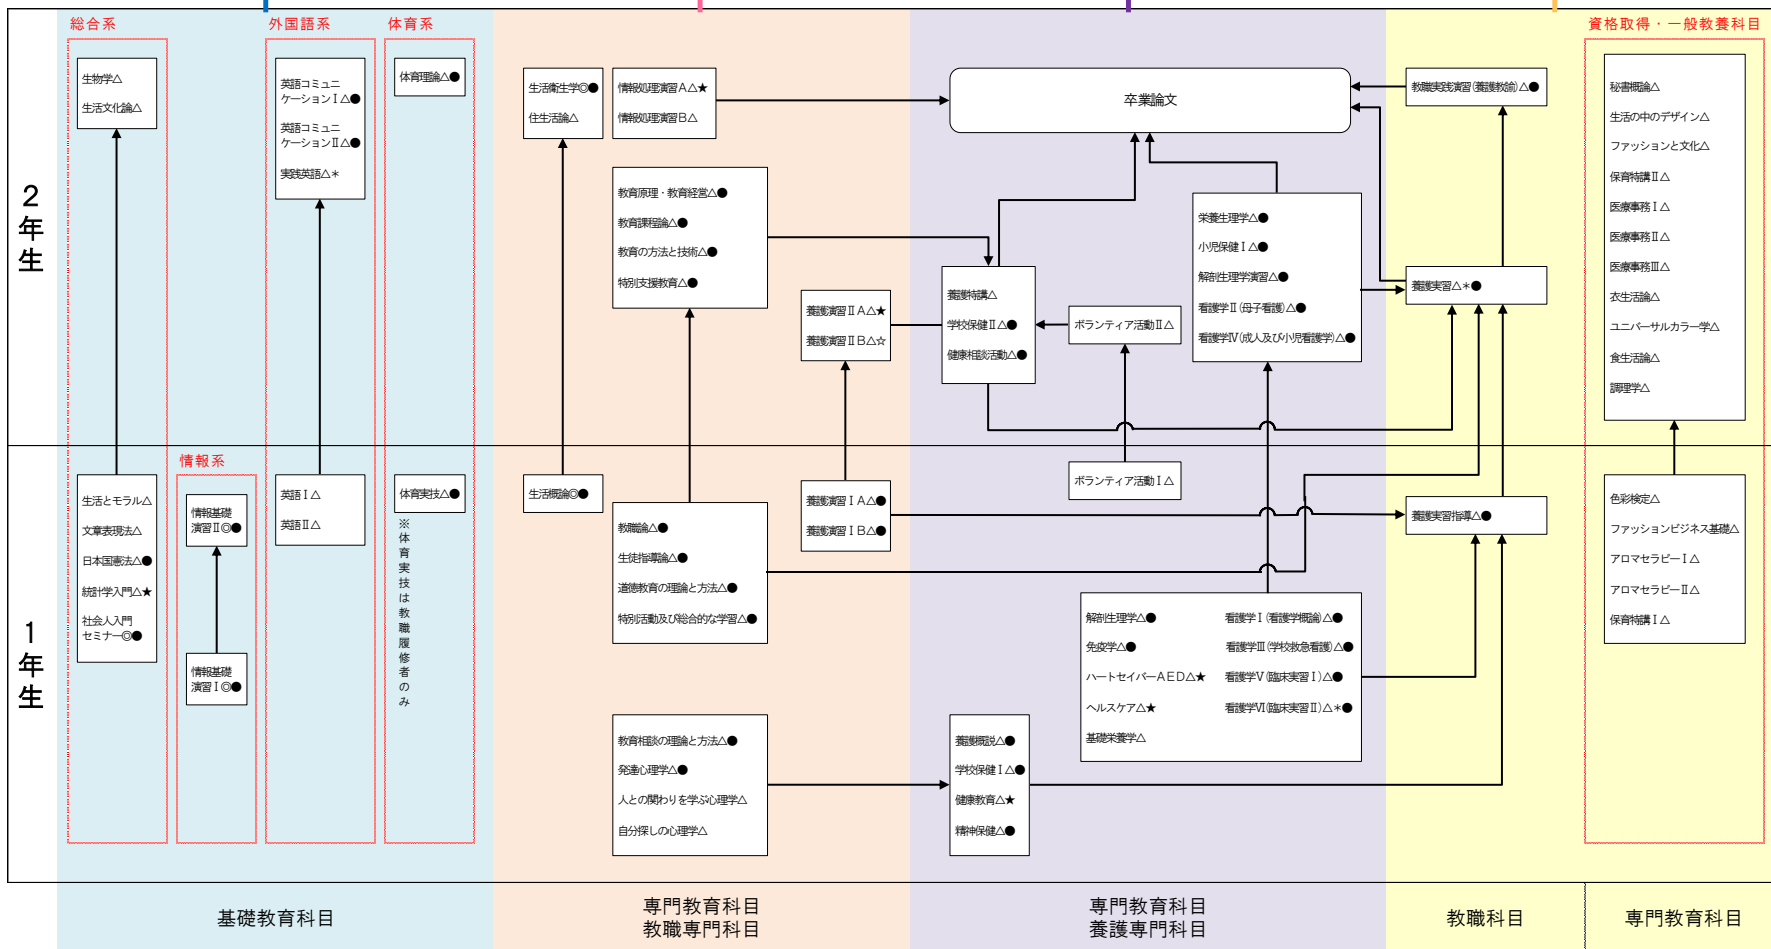 総合系
外国語系
体育系
資格取得・一般教養科目
2年生
生物学△
生活文化論△
英語コミュニ
ケーションⅠ△●
英語コミュニ
ケーションⅡ△●
実践英語△*
体育理論△●
生活衛生学◎●
住生活論△
情報処理演習A△★
情報処理演習B△
卒業論文
教職実践演習(養護教諭)△●
教育原理・教育経営△●
教育課程論△●
教育の方法と技術△●
特別支援教育△●
養護演習ⅡA△★
養護演習ⅡB△☆
養護特講△
学校保健Ⅱ△●
健康相談活動△●
ボランティア活動Ⅱ△
栄養生理学△●
小児保健Ⅰ△●
解剖生理学演習△●
看護学Ⅱ(母子看護)△●
看護学Ⅳ(成人及び小児看護学)△●
養護実習△*●
秘書概論△
生活の中のデザイン△
ファッションと文化△
保育特講Ⅱ△
医療事務Ⅰ△
医療事務Ⅱ△
医療事務Ⅲ△
衣生活論△
ユニバーサルカラー学△
食生活論△
調理学△
1年生
情報系
生活とモラル△
文章表現法△
日本国憲法△●
統計学入門△★
社会人入門
セミナー◎●
情報基礎
演習Ⅱ◎●
情報基礎
演習Ⅰ◎●
英語Ⅰ△
英語Ⅱ△
体育実技△●
※体育実技は教職履修者のみ
生活概論◎●
教職論△●
生徒指導論△●
道徳教育の理論と方法△●
特別活動及び総合的な学習△●
養護演習ⅠA△●
養護演習ⅠB△●
ボランティア活動Ⅰ△
養護実習指導△●
解剖生理学△●
免疫学△●
ハートセイバーAED△★
ヘルスケア△★
基礎栄養学△
看護学Ⅰ(看護学概論)△●
看護学Ⅲ(学校救急看護)△●
看護学Ⅴ(臨床実習Ⅰ)△●
看護学Ⅵ(臨床実習Ⅱ)△*●
教育相談の理論と方法△●
発達心理学△●
人との関わりを学ぶ心理学△
自分探しの心理学△
養護概説△●
学校保健Ⅰ△●
健康教育△★
精神保健△●
色彩検定△
ファッションビジネス基礎△
アロマセラピーⅠ△
アロマセラピーⅡ△
保育特講Ⅰ△
基礎教育科目
専門教育科目
教職専門科目
専門教育科目
養護専門科目
教職科目
専門教育科目